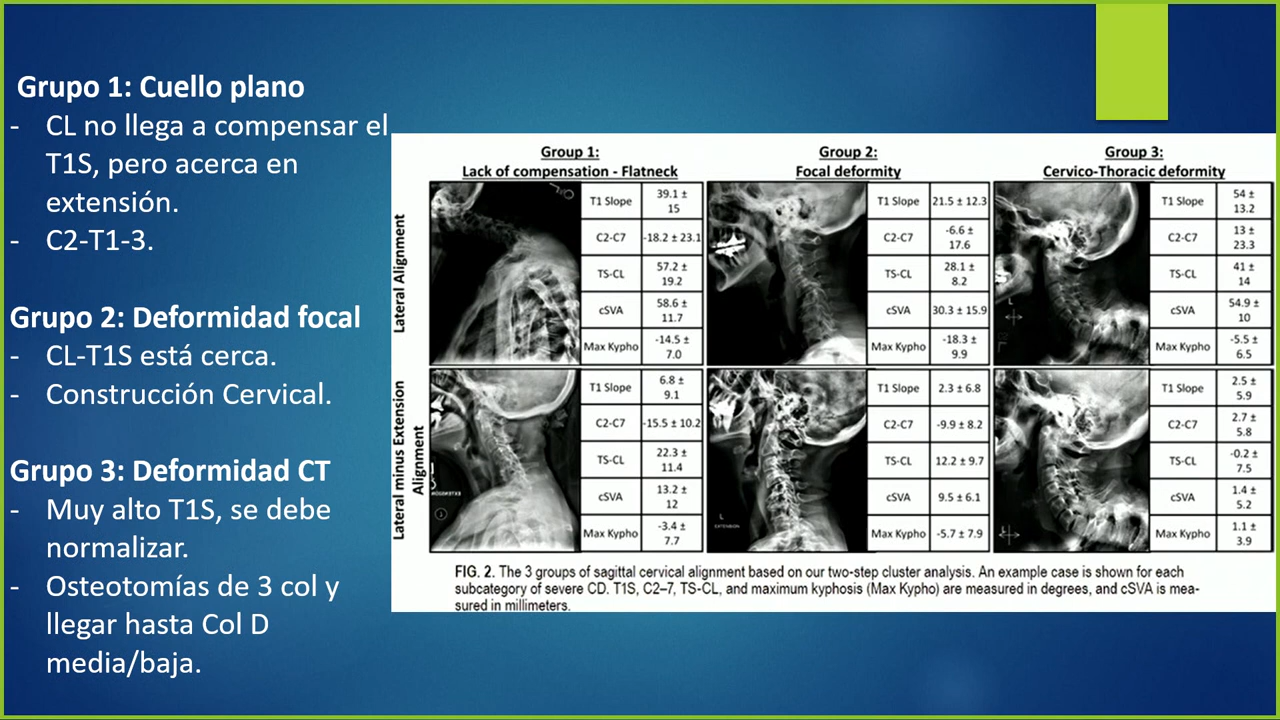 Grupo 1: Cuello plano
- CL no llega a compensar el
T1S, pero acerca en
extensión.
- C2-T1-3.
Grupo 2: Deformidad focal
- CL-T1S está cerca.
- Construcción Cervical.
Grupo 3: Deformidad CT
- Muy alto T1S, se debe
normalizar.
- Osteotomías de 3 col y
llegar hasta Col D
media/baja.
Group 1:
Lack of compensation - Flatneck
Group 2:
Focal deformity
Group 3:
Cervico-Thoracic deformity
Lateral Alignment
T1 Slope 39.1 ±
15
C2-C7 -18.2 ± 23.1
TS-CL 57.2 ±
19.2
cSVA 58.6 ±
11.7
Max Kypho -14.5 ±
7.0
T1 Slope 21.5 ± 12.3
C2-C7 -6.6 ±
17.6
TS-CL 28.1 ±
8.2
cSVA 30.3 ± 15.9
Max Kypho -18.3 ±
9.9
T1 Slope 54 ±
13.2
C2-C7 13 ±
23.3
TS-CL 41 ±
14
cSVA 54.9 ±
10
Max Kypho -5.5 ±
6.5
L
Lateral minus Extension
Alignment
T1 Slope 6.8 ±
9.1
C2-C7 -15.5 ± 10.2
TS-CL 22.3 ±
11.4
cSVA 13.2 ±
12
Max Kypho -3.4 ±
7.7
T1 Slope 2.3 ± 6.8
C2-C7 -9.9 ± 8.2
TS-CL 12.2 ± 9.7
cSVA 9.5 ± 6.1
Max Kypho -5.7 ± 7.9
L
EXTENSION
T1 Slope 2.5 ±
5.9
C2-C7 2.7 ±
5.8
TS-CL -0.2 ±
7.5
cSVA 1.4 ±
5.2
Max Kypho 1.1 ±
3.9
L
FIG. 2. The 3 groups of sagittal cervical alignment based on our two-step cluster analysis. An example case is shown for each
subcategory of severe CD. T1S, C2–7, TS-CL, and maximum kyphosis (Max Kypho) are measured in degrees, and cSVA is mea-
sured in millimeters.